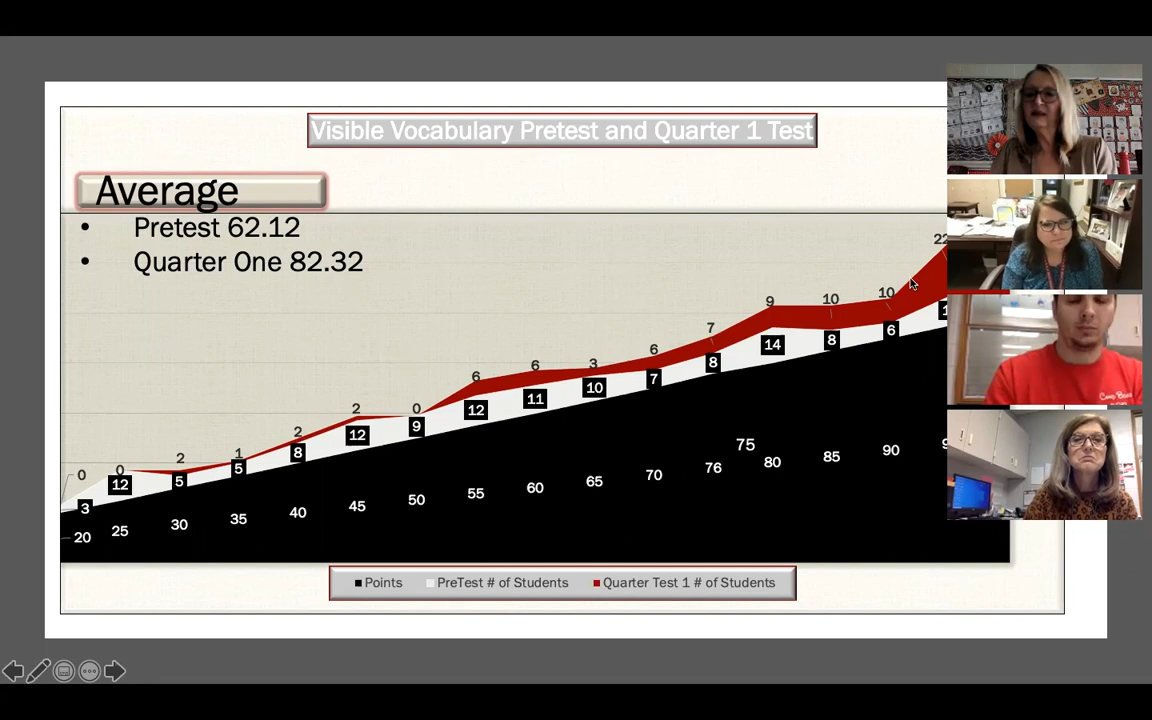 Visible Vocabulary Pretest and Quarter 1 Test
Average
• Pretest 62.12
• Quarter One 82.32
0 0 2 1 2 2 0 6 6 3 6 7 9 10 10 22
3 12 5 5 8 12 9 12 11 10 7 8 14 8 6
20 25 30 35 40 45 50 55 60 65 70 76 75 80 85 90
Points PreTest # of Students Quarter Test 1 # of Students